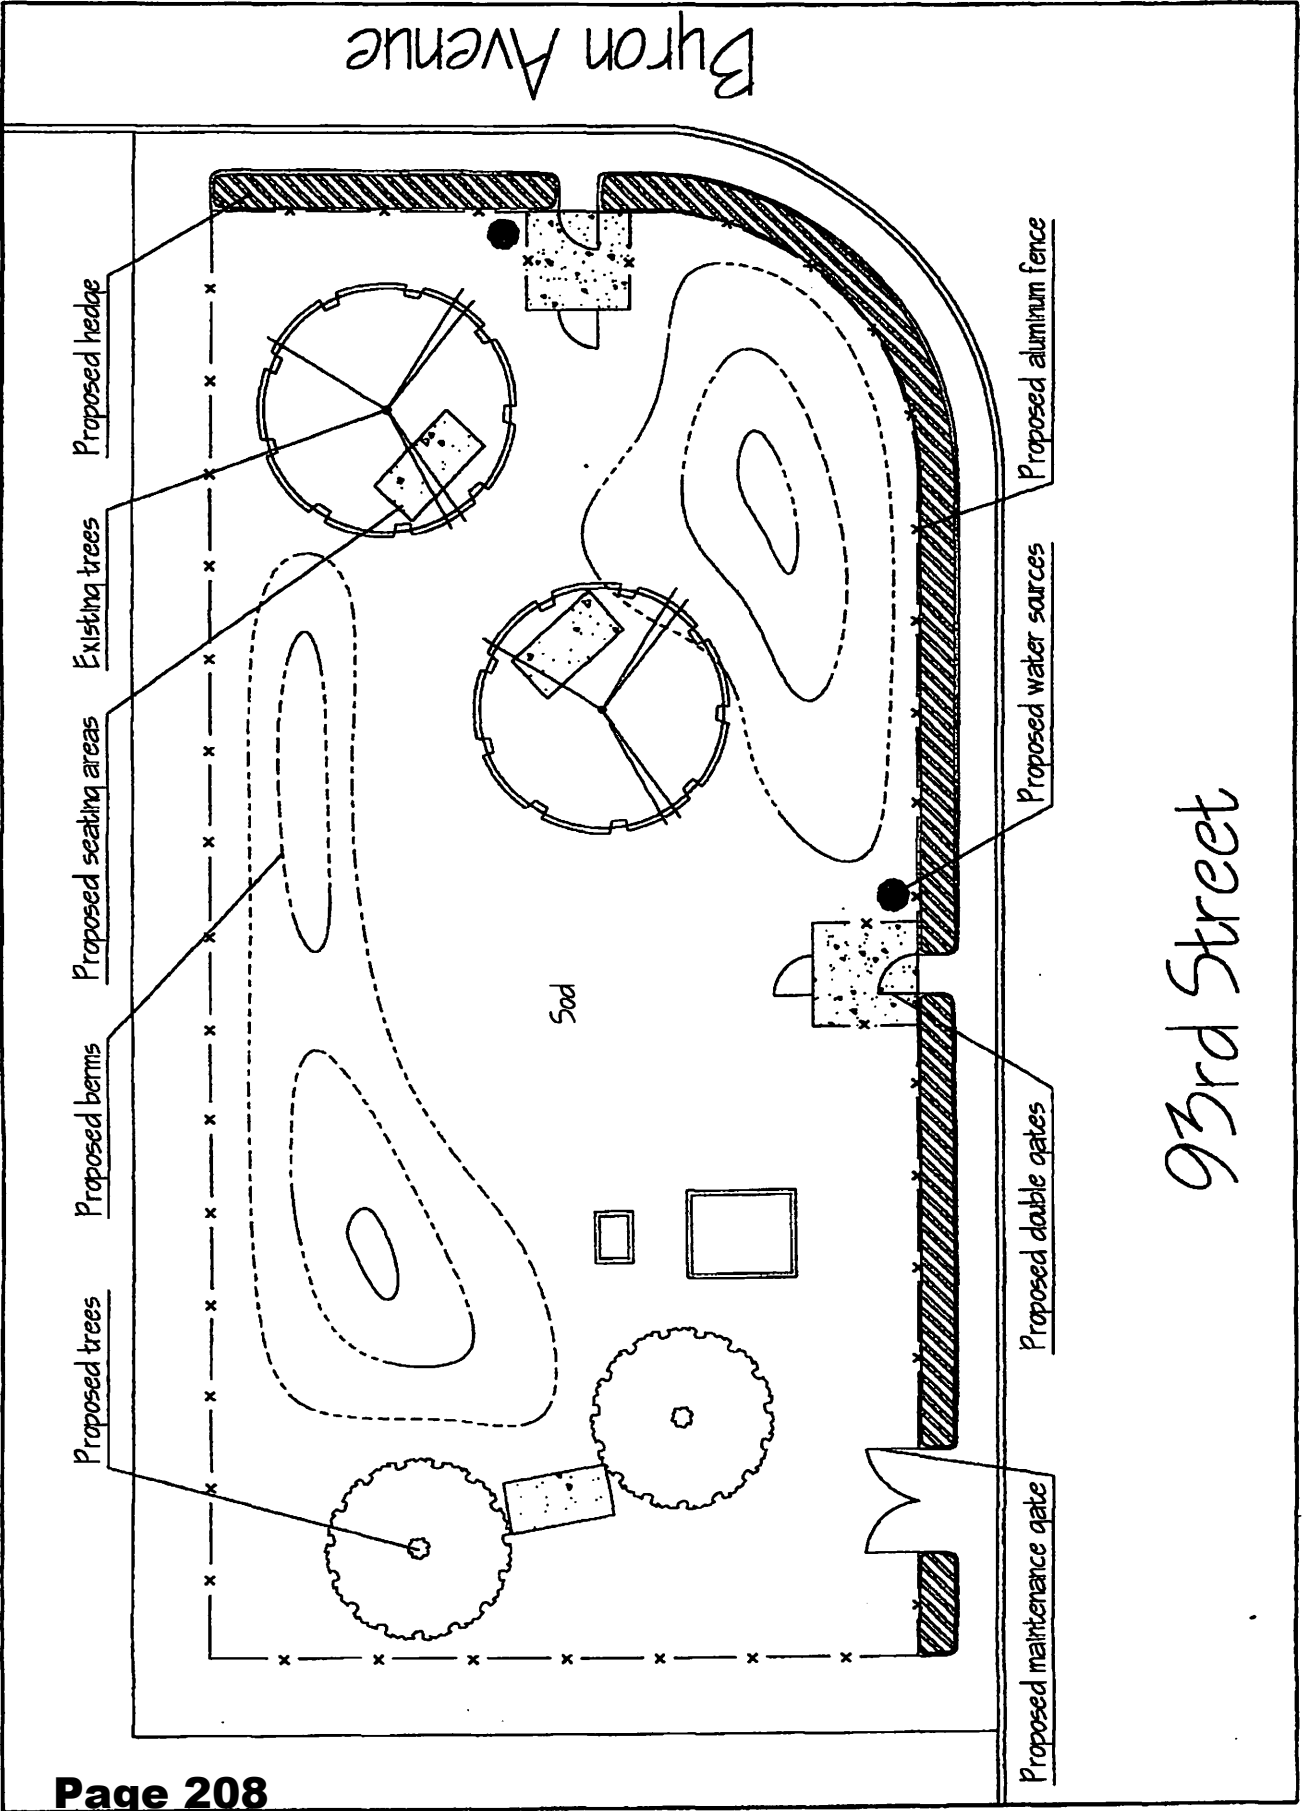 Byron Avenue
Proposed trees
Proposed berms
Proposed seating areas
Existing trees
Proposed hedge
Sod
Proposed maintenance gate
Proposed double gates
Proposed water sources
Proposed aluminum fence
93rd Street
Page 208